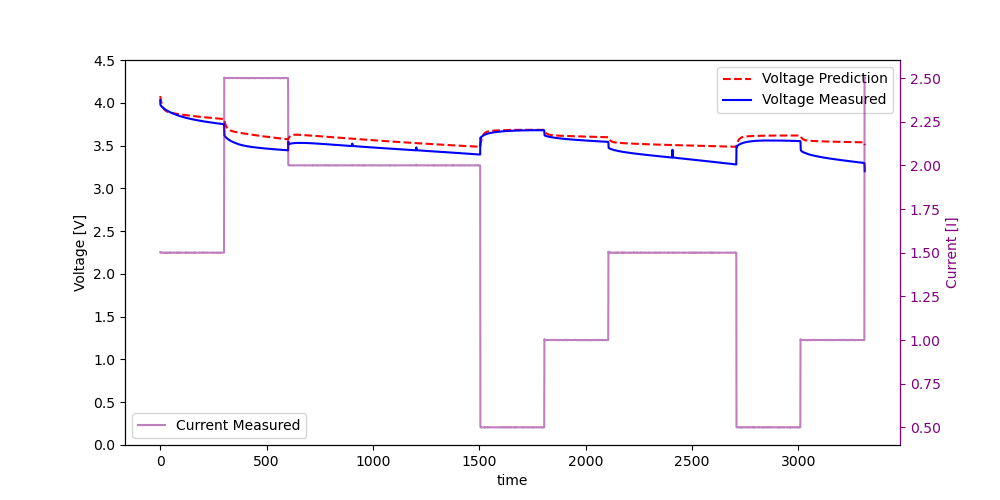 4.5
4.0
3.5
3.0
2.5
2.0
1.5
1.0
0.5
0.0
Voltage [V]
Voltage Prediction
Voltage Measured
Current Measured
2.50
2.25
2.00
1.75
1.50
1.25
1.00
0.75
0.50
Current [I]
0 500 1000 1500 2000 2500 3000
time